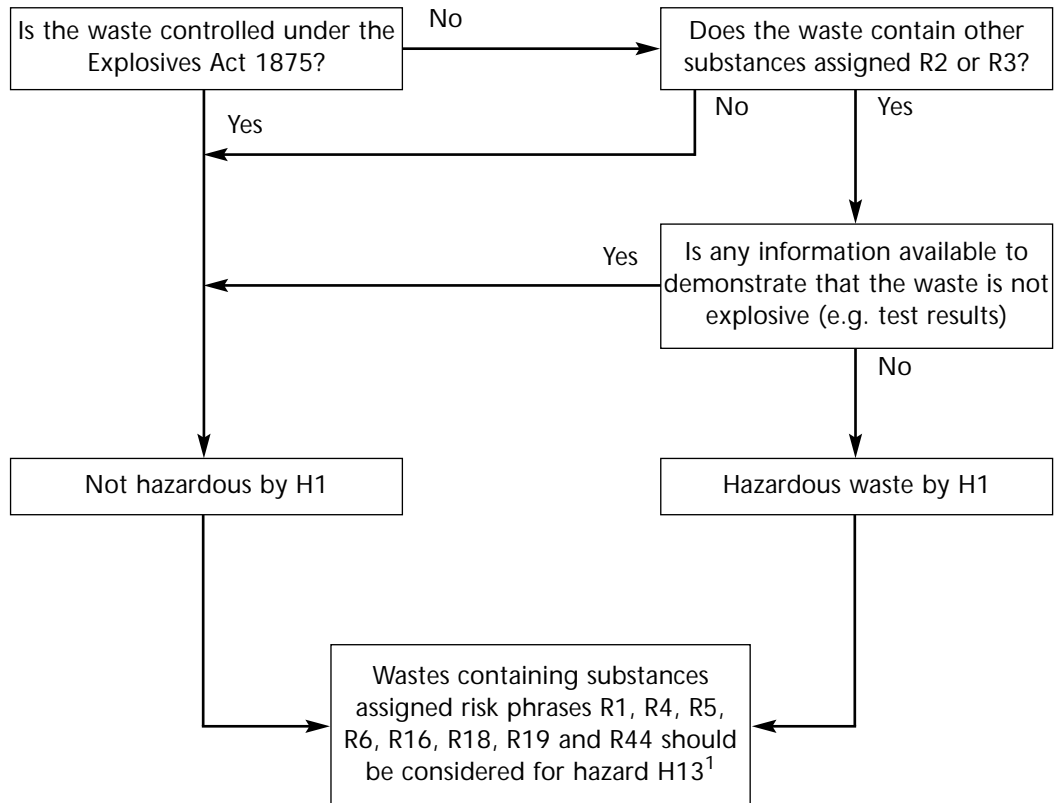 Is the waste controlled under the
Explosives Act 1875?
No
Does the waste contain other
substances assigned R2 or R3?
Yes
No
Yes
Yes
Is any information available to
demonstrate that the waste is not
explosive (e.g. test results)
No
Not hazardous by H1
Hazardous waste by H1
Wastes containing substances
assigned risk phrases R1, R4, R5,
R6, R16, R18, R19 and R44 should
be considered for hazard H13¹